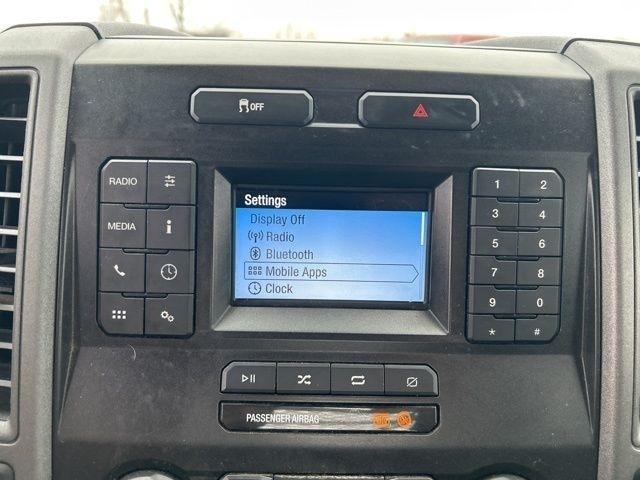 OFF
Settings
Display Off
Radio
Bluetooth
Mobile Apps
Clock
RADIO
MEDIA
i
1 2
3 4
5 6
7 8
9 0
* #
PASSENGER AIRBAG